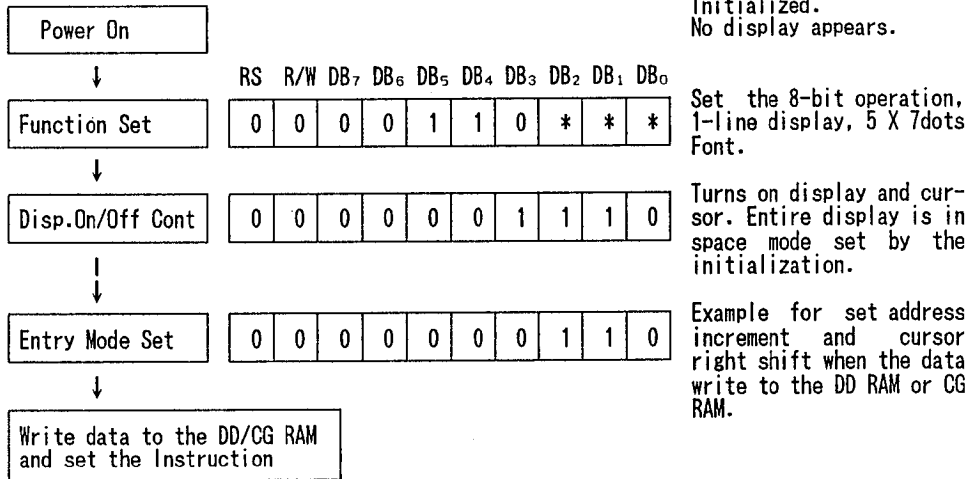 Initialized.
Power On
No display appears.
RS R/W DB₇ DB₆ DB₅ DB₄ DB₃ DB₂ DB₁ DB₀
Function Set 0 0 0 0 1 1 0 * * *
Set the 8-bit operation,
1-line display, 5 X 7dots
Font.
Disp.On/Off Cont 0 0 0 0 0 0 1 1 1 0
Turns on display and cur-
sor. Entire display is in
space mode set by the
initialization.
Entry Mode Set 0 0 0 0 0 0 0 1 1 0
Example for set address
increment and cursor
right shift when the data
write to the DD RAM or CG
RAM.
Write data to the DD/CG RAM
and set the Instruction